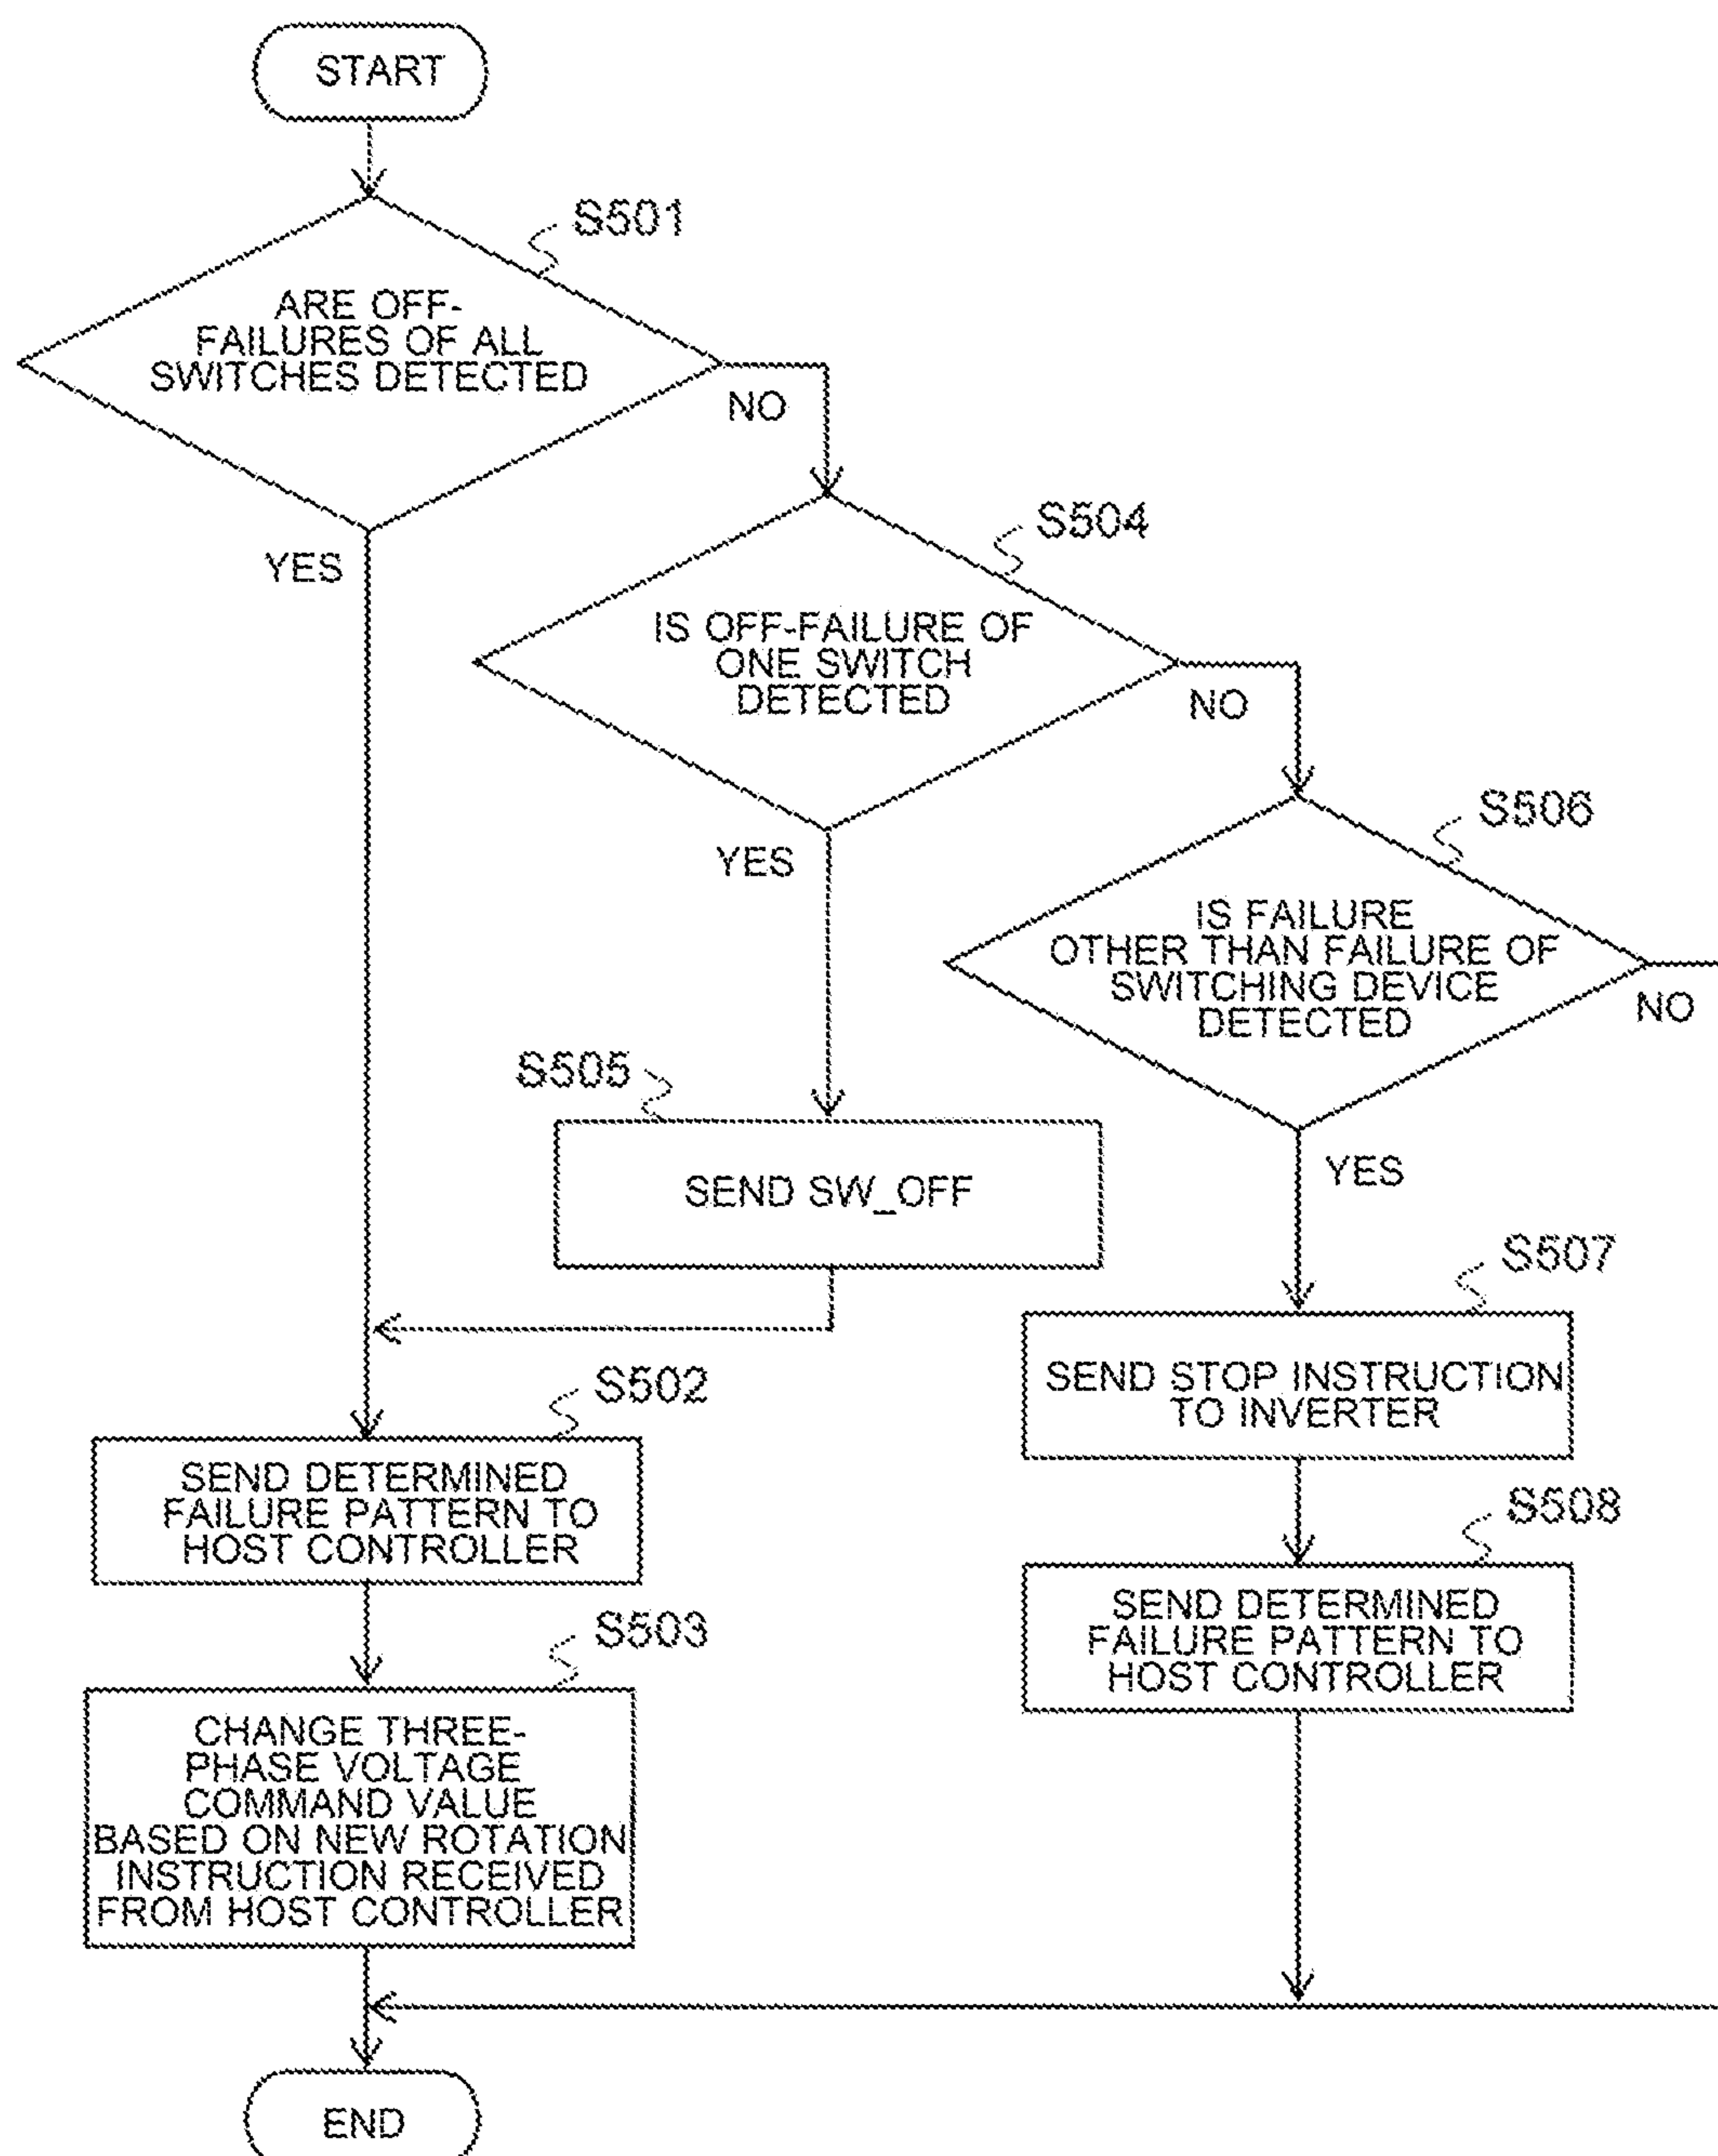 START
S501
ARE OFF-
FAILURES OF ALL
SWITCHES DETECTED
NO
YES
S504
IS OFF-FAILURE OF
ONE SWITCH
DETECTED
NO
YES
S506
IS FAILURE
OTHER THAN FAILURE OF
SWITCHING DEVICE
DETECTED
NO
YES
S505
SEND SW_OFF
S507
SEND STOP INSTRUCTION
TO INVERTER
S502
SEND DETERMINED
FAILURE PATTERN TO
HOST CONTROLLER
S508
SEND DETERMINED
FAILURE PATTERN TO
HOST CONTROLLER
S503
CHANGE THREE-
PHASE VOLTAGE
COMMAND VALUE
BASED ON NEW ROTATION
INSTRUCTION RECEIVED
FROM HOST CONTROLLER
END